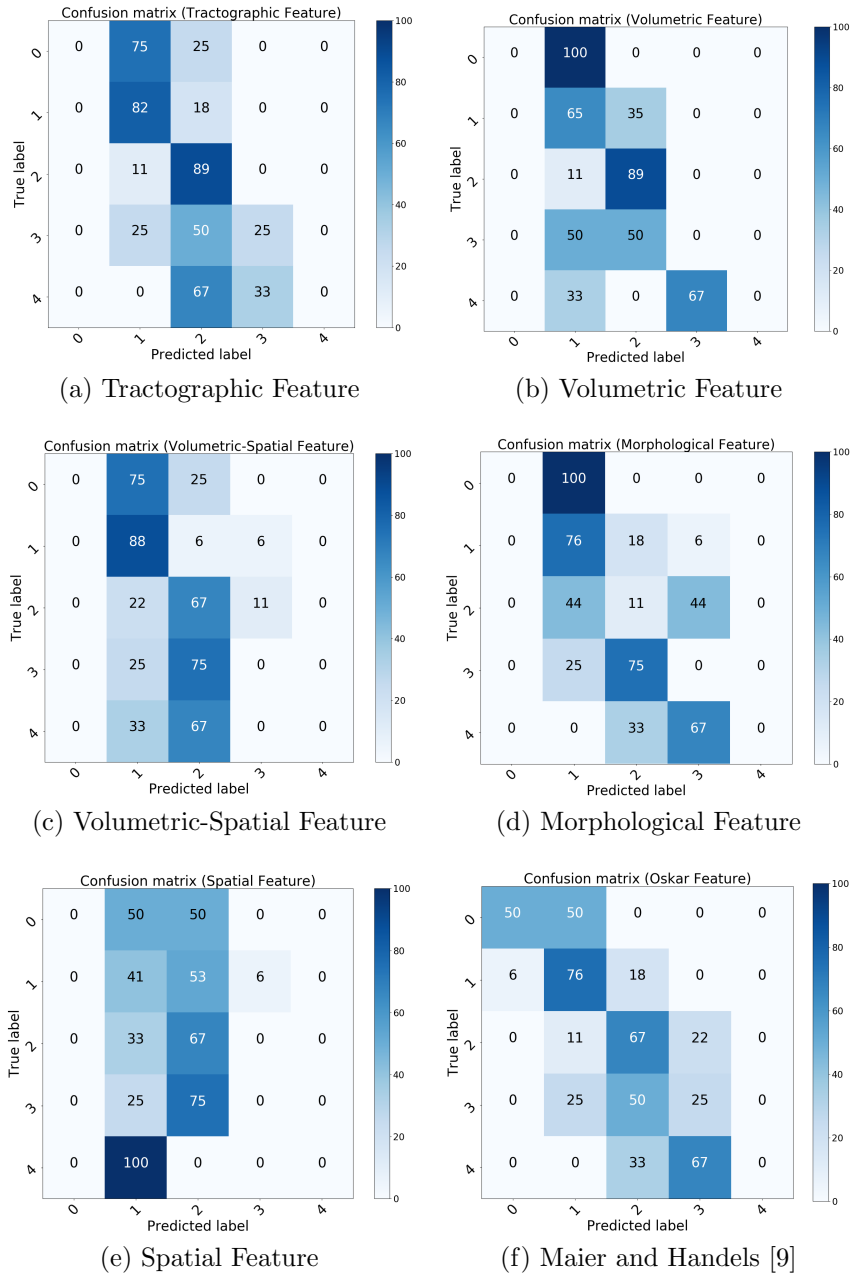 Confusion matrix (Tractographic Feature)
True label
0 0 75 25 0 0
1 0 82 18 0 0
2 0 11 89 0 0
3 0 25 50 25 0
4 0 0 67 33 0
0 1 2 3 4
Predicted label
100
80
60
40
20
0
(a) Tractographic Feature
Confusion matrix (Volumetric Feature)
True label
0 0 100 0 0 0
1 0 65 35 0 0
2 0 11 89 0 0
3 0 50 50 0 0
4 0 33 0 67 0
0 1 2 3 4
Predicted label
100
80
60
40
20
0
(b) Volumetric Feature
Confusion matrix (Volumetric-Spatial Feature)
True label
0 0 75 25 0 0
1 0 88 6 6 0
2 0 22 67 11 0
3 0 25 75 0 0
4 0 33 67 0 0
0 1 2 3 4
Predicted label
100
80
60
40
20
0
(c) Volumetric-Spatial Feature
Confusion matrix (Morphological Feature)
True label
0 0 100 0 0 0
1 0 76 18 6 0
2 0 44 11 44 0
3 0 25 75 0 0
4 0 0 33 67 0
0 1 2 3 4
Predicted label
100
80
60
40
20
0
(d) Morphological Feature
Confusion matrix (Spatial Feature)
True label
0 0 50 50 0 0
1 0 41 53 6 0
2 0 33 67 0 0
3 0 25 75 0 0
4 0 100 0 0 0
0 1 2 3 4
Predicted label
100
80
60
40
20
0
(e) Spatial Feature
Confusion matrix (Oskar Feature)
True label
0 50 50 0 0 0
1 6 76 18 0 0
2 0 11 67 22 0
3 0 25 50 25 0
4 0 0 33 67 0
0 1 2 3 4
Predicted label
100
80
60
40
20
0
(f) Maier and Handels [9]